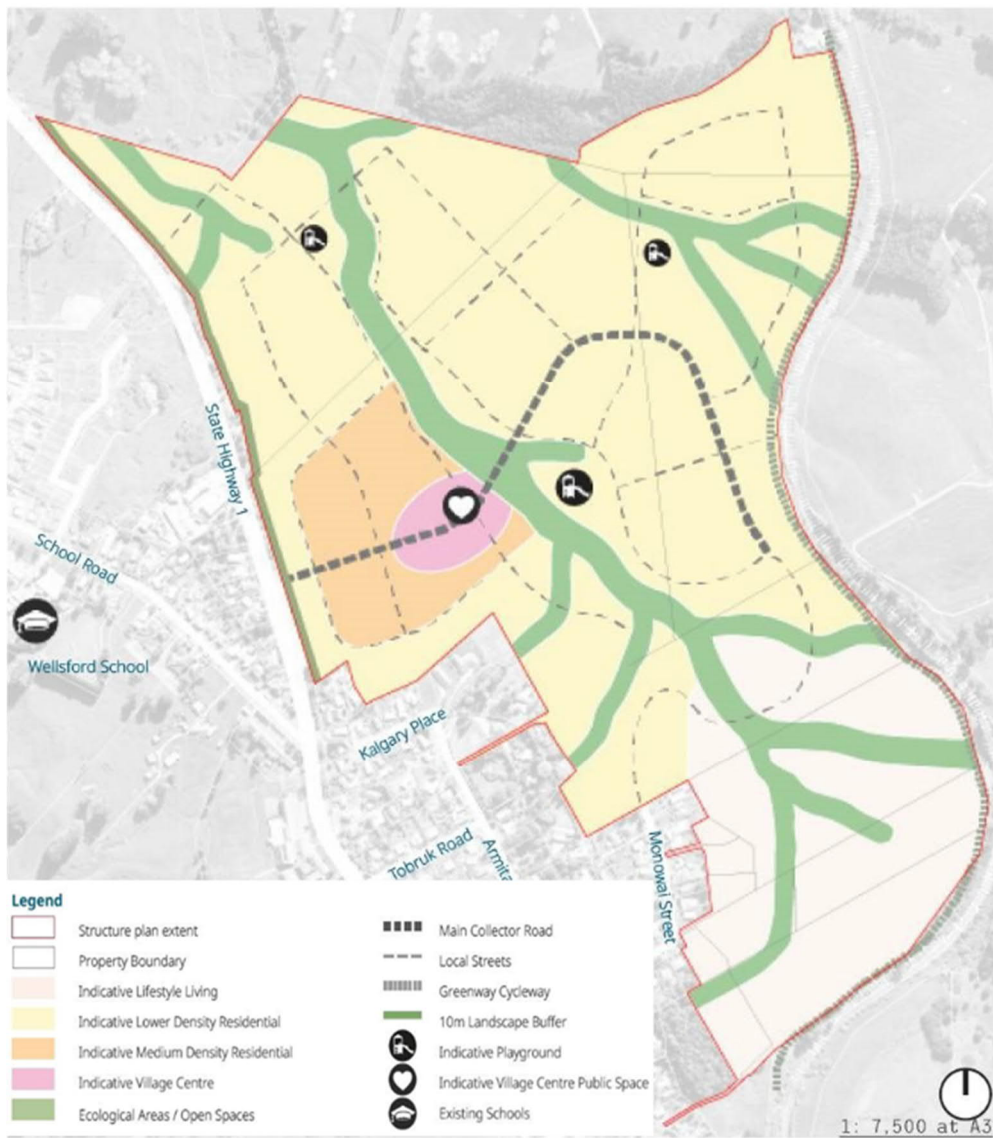 State Highway 1
School Road
Wellsford School
Kalgary Place
Tobruk Road
Armita
Monowai Street
Legend
Structure plan extent
Property Boundary
Indicative Lifestyle Living
Indicative Lower Density Residential
Indicative Medium Density Residential
Indicative Village Centre
Ecological Areas / Open Spaces
Main Collector Road
Local Streets
Greenway Cycleway
10m Landscape Buffer
Indicative Playground
Indicative Village Centre Public Space
Existing Schools
1: 7,500 at A3